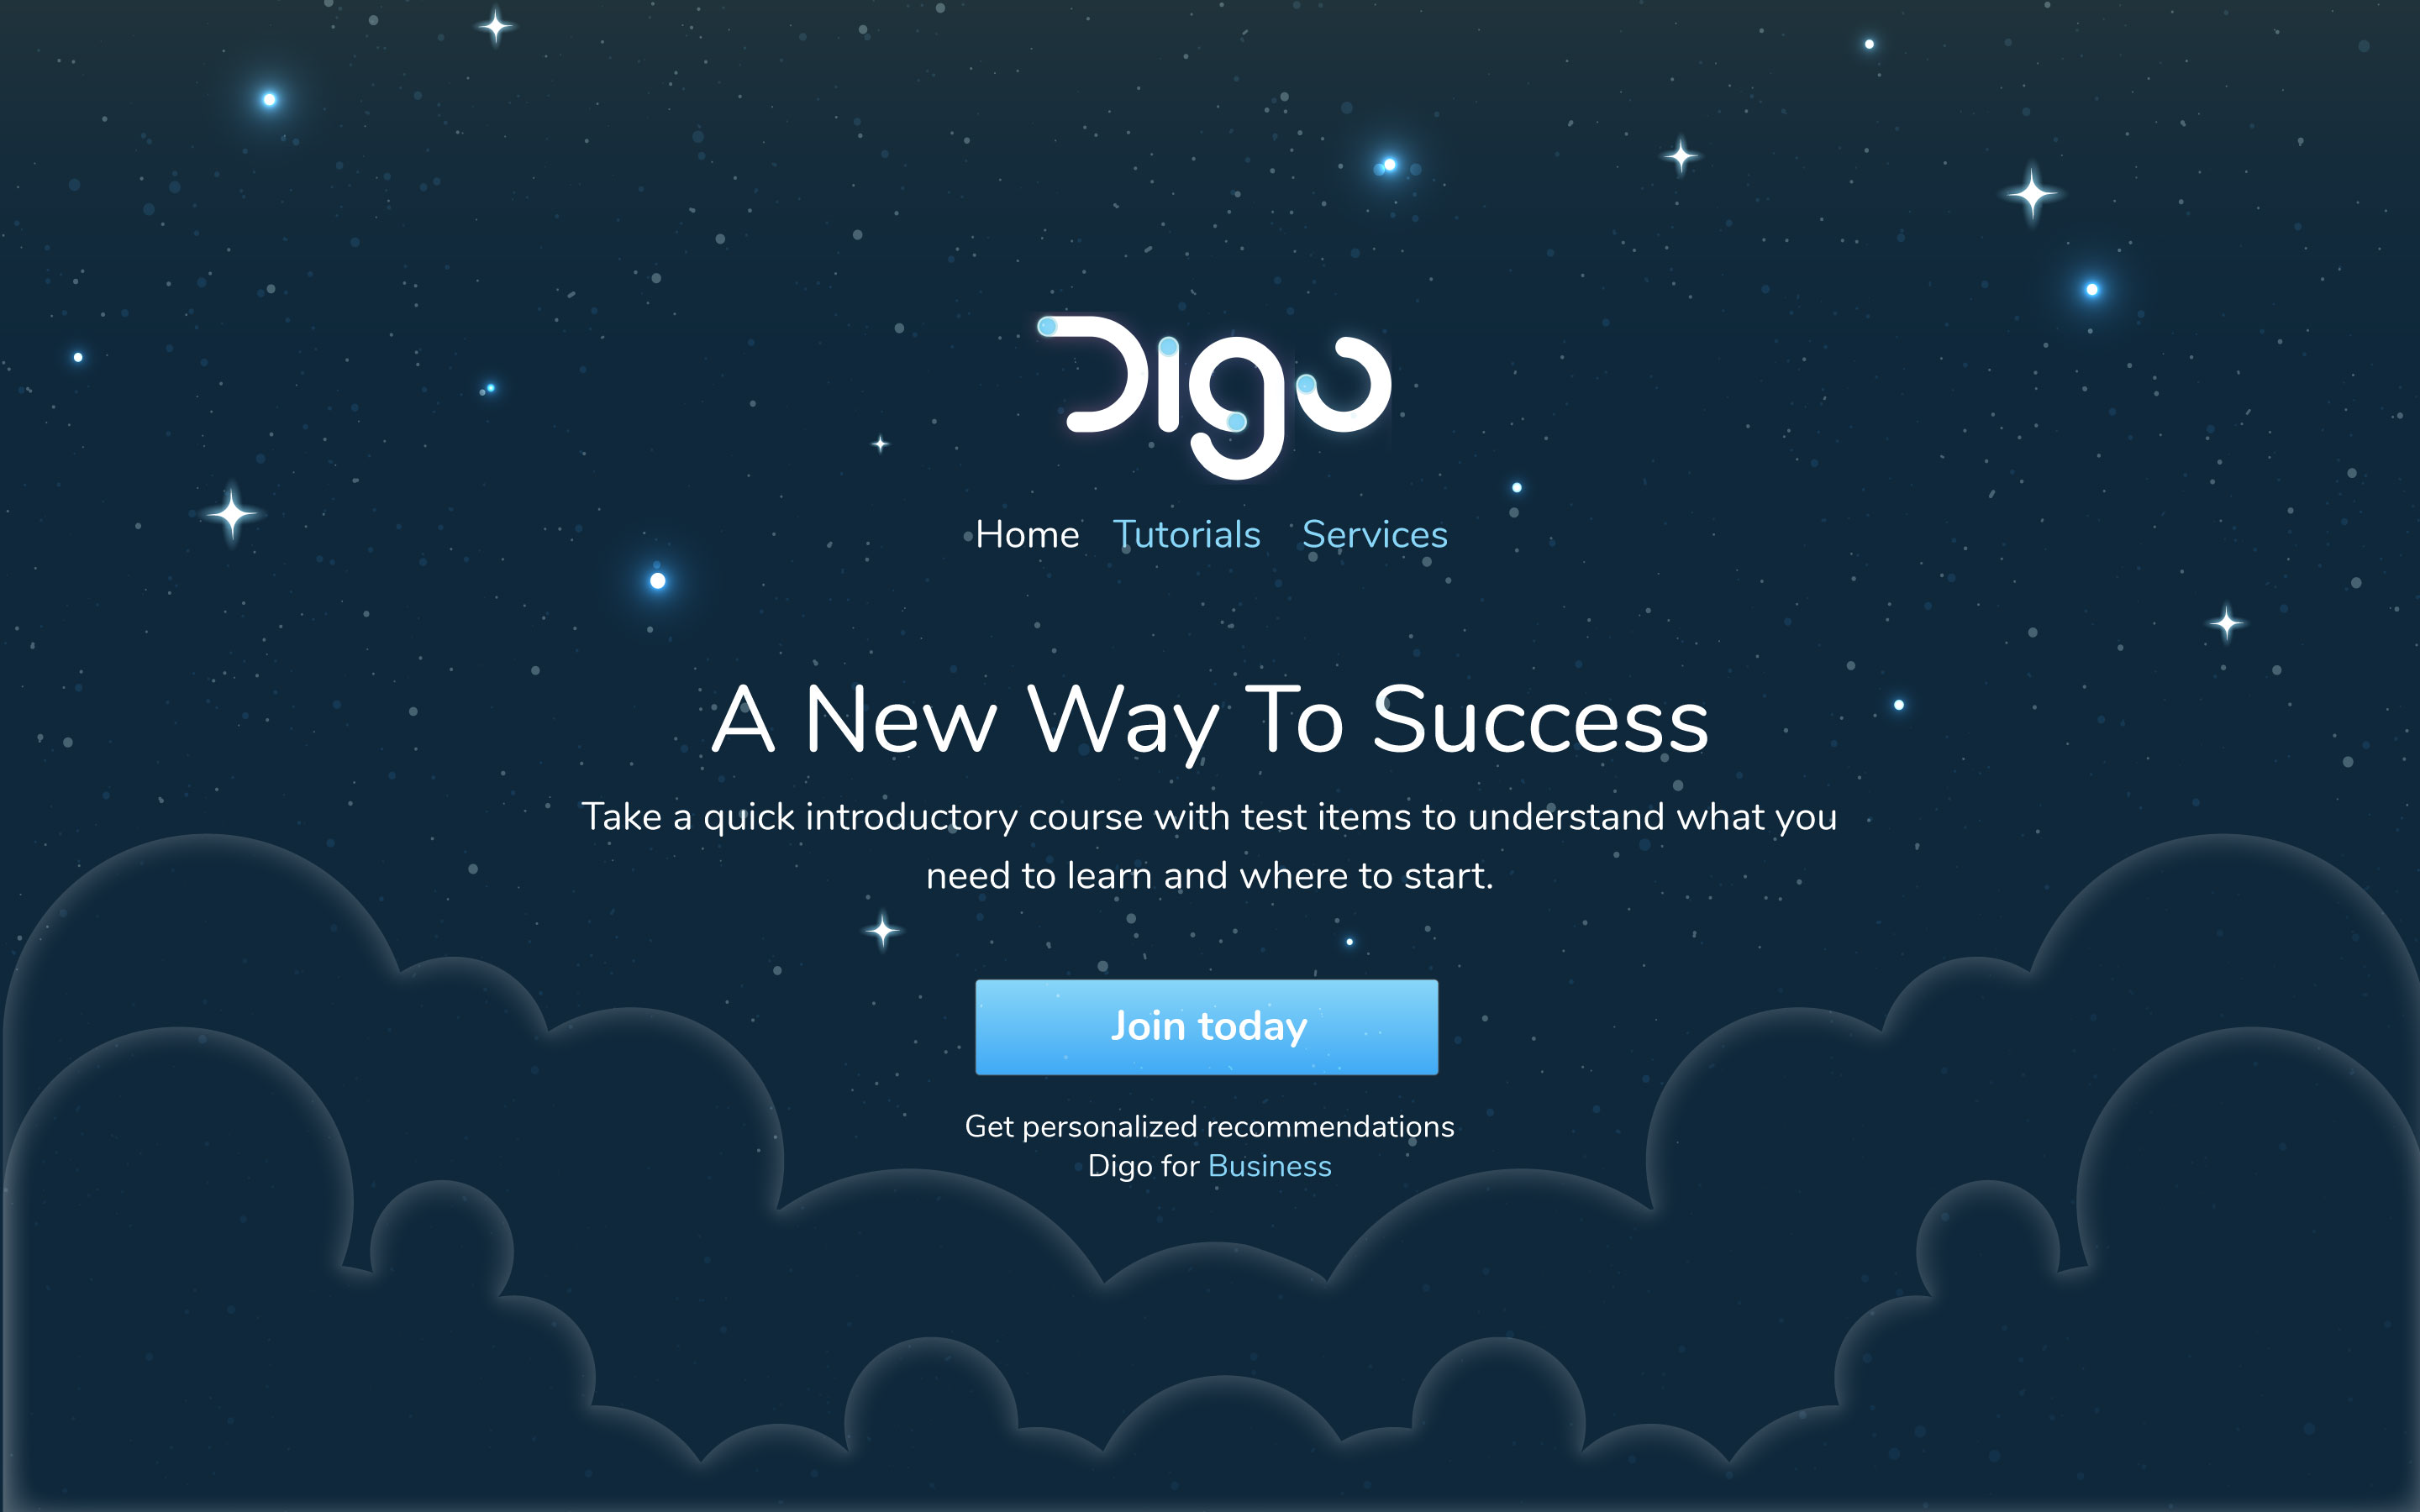 Digo
Home Tutorials Services
A New Way To Success
Take a quick introductory course with test items to understand what you
need to learn and where to start.
Join today
Get personalized recommendations
Digo for Business